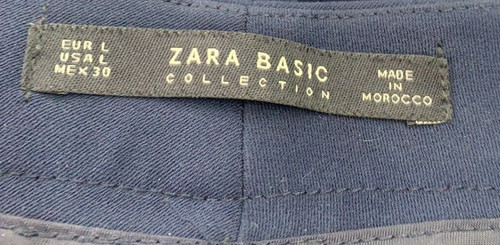 EUR L
USA L
MEX 30
ZARA BASIC
COLLECTION
MADE
IN
MOROCCO